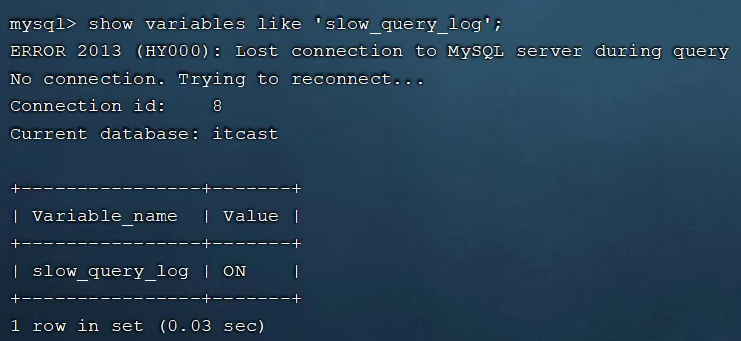 mysql> show variables like 'slow_query_log';
ERROR 2013 (HY000): Lost connection to MySQL server during query
No connection. Trying to reconnect...
Connection id:    8
Current database: itcast

+----------------+-------+
| Variable_name  | Value |
+----------------+-------+
| slow_query_log | ON    |
+----------------+-------+
1 row in set (0.03 sec)